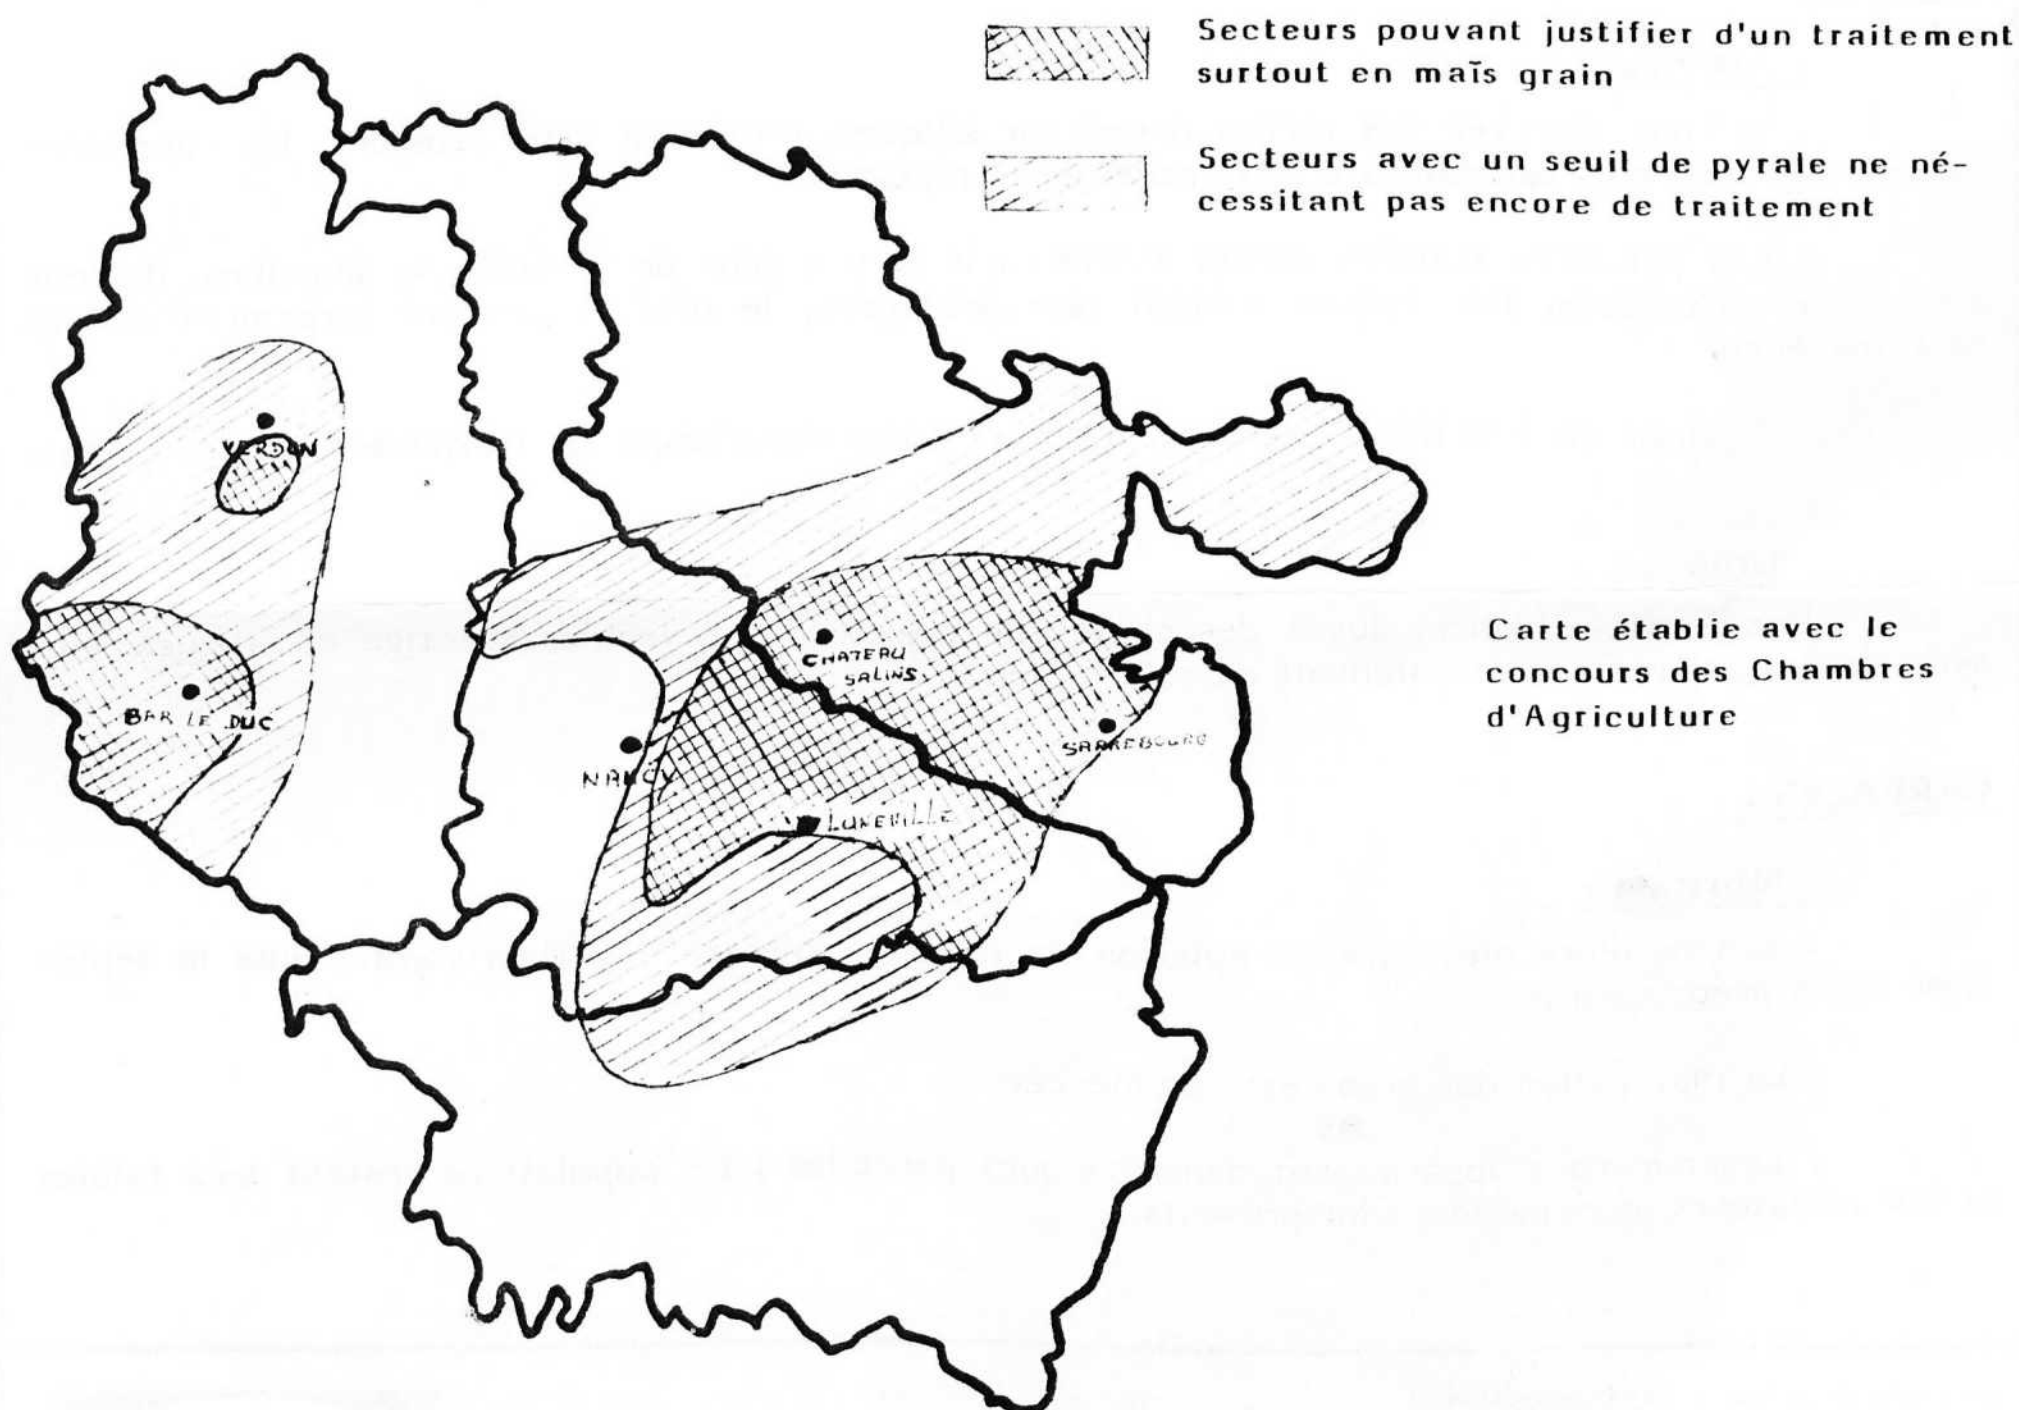 Secteurs pouvant justifier d'un traitement
surtout en maïs grain
Secteurs avec un seuil de pyrale ne né-
cessitant pas encore de traitement
VERDUN
CHATEAU
SALINS
Carte établie avec le
concours des Chambres
d'Agriculture
BAR LE DUC
SARREBOURG
NANCY
LUNEVILLE